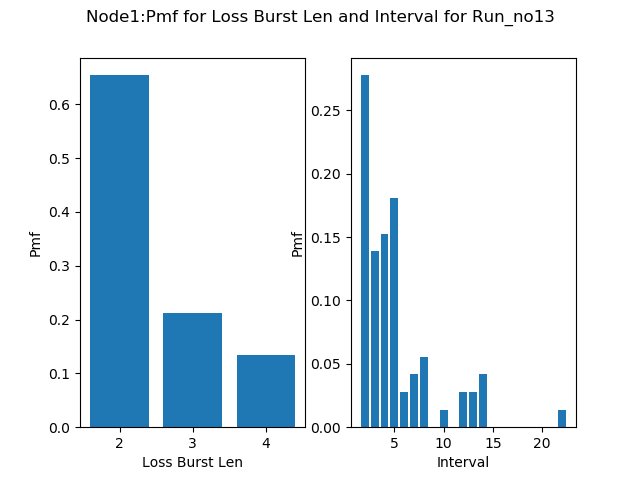 Node1:Pmf for Loss Burst Len and Interval for Run_no13
Pmf
0.6
0.5
0.4
0.3
0.2
0.1
0.0
2 3 4
Loss Burst Len
Pmf
0.25
0.20
0.15
0.10
0.05
0.00
5 10 15 20
Interval